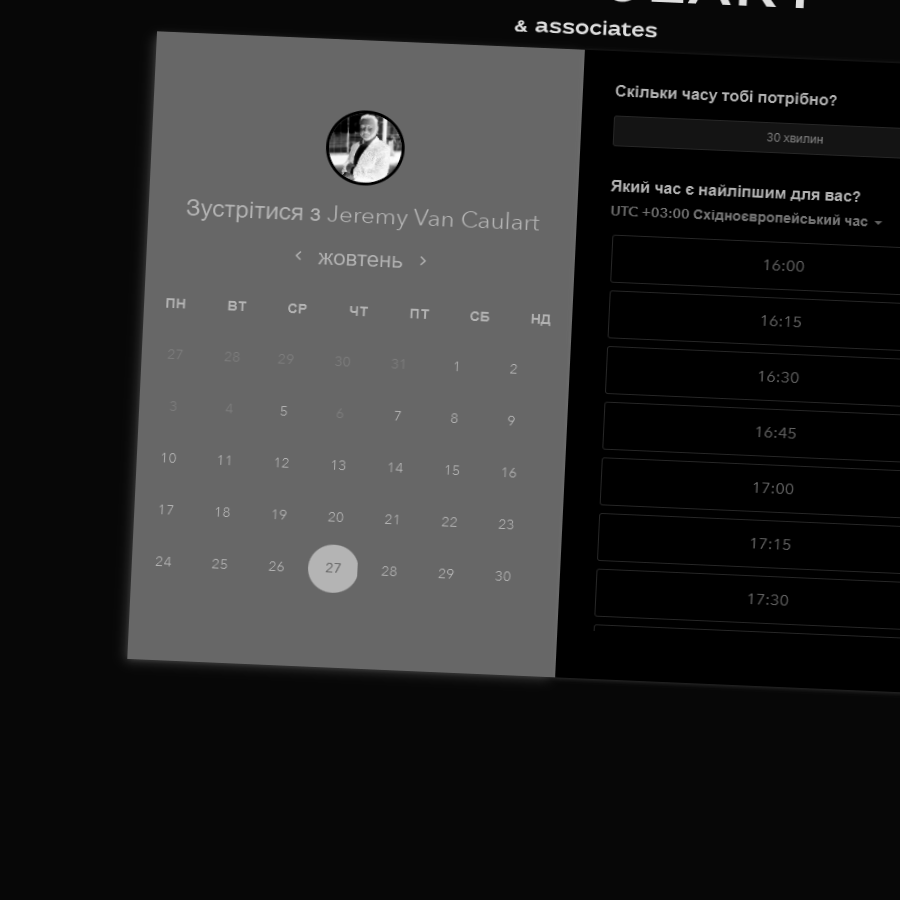 & associates
Зустрітися з Jeremy Van Caulart
жовтень
ПН ВТ СР ЧТ ПТ СБ НД
27 28 29 30 31 1 2
3 4 5 6 7 8 9
10 11 12 13 14 15 16
17 18 19 20 21 22 23
24 25 26 27 28 29 30
Скільки часу тобі потрібно?
30 хвилин
Який час є найліпшим для вас?
UTC +03:00 Східноєвропейський час
16:00
16:15
16:30
16:45
17:00
17:15
17:30